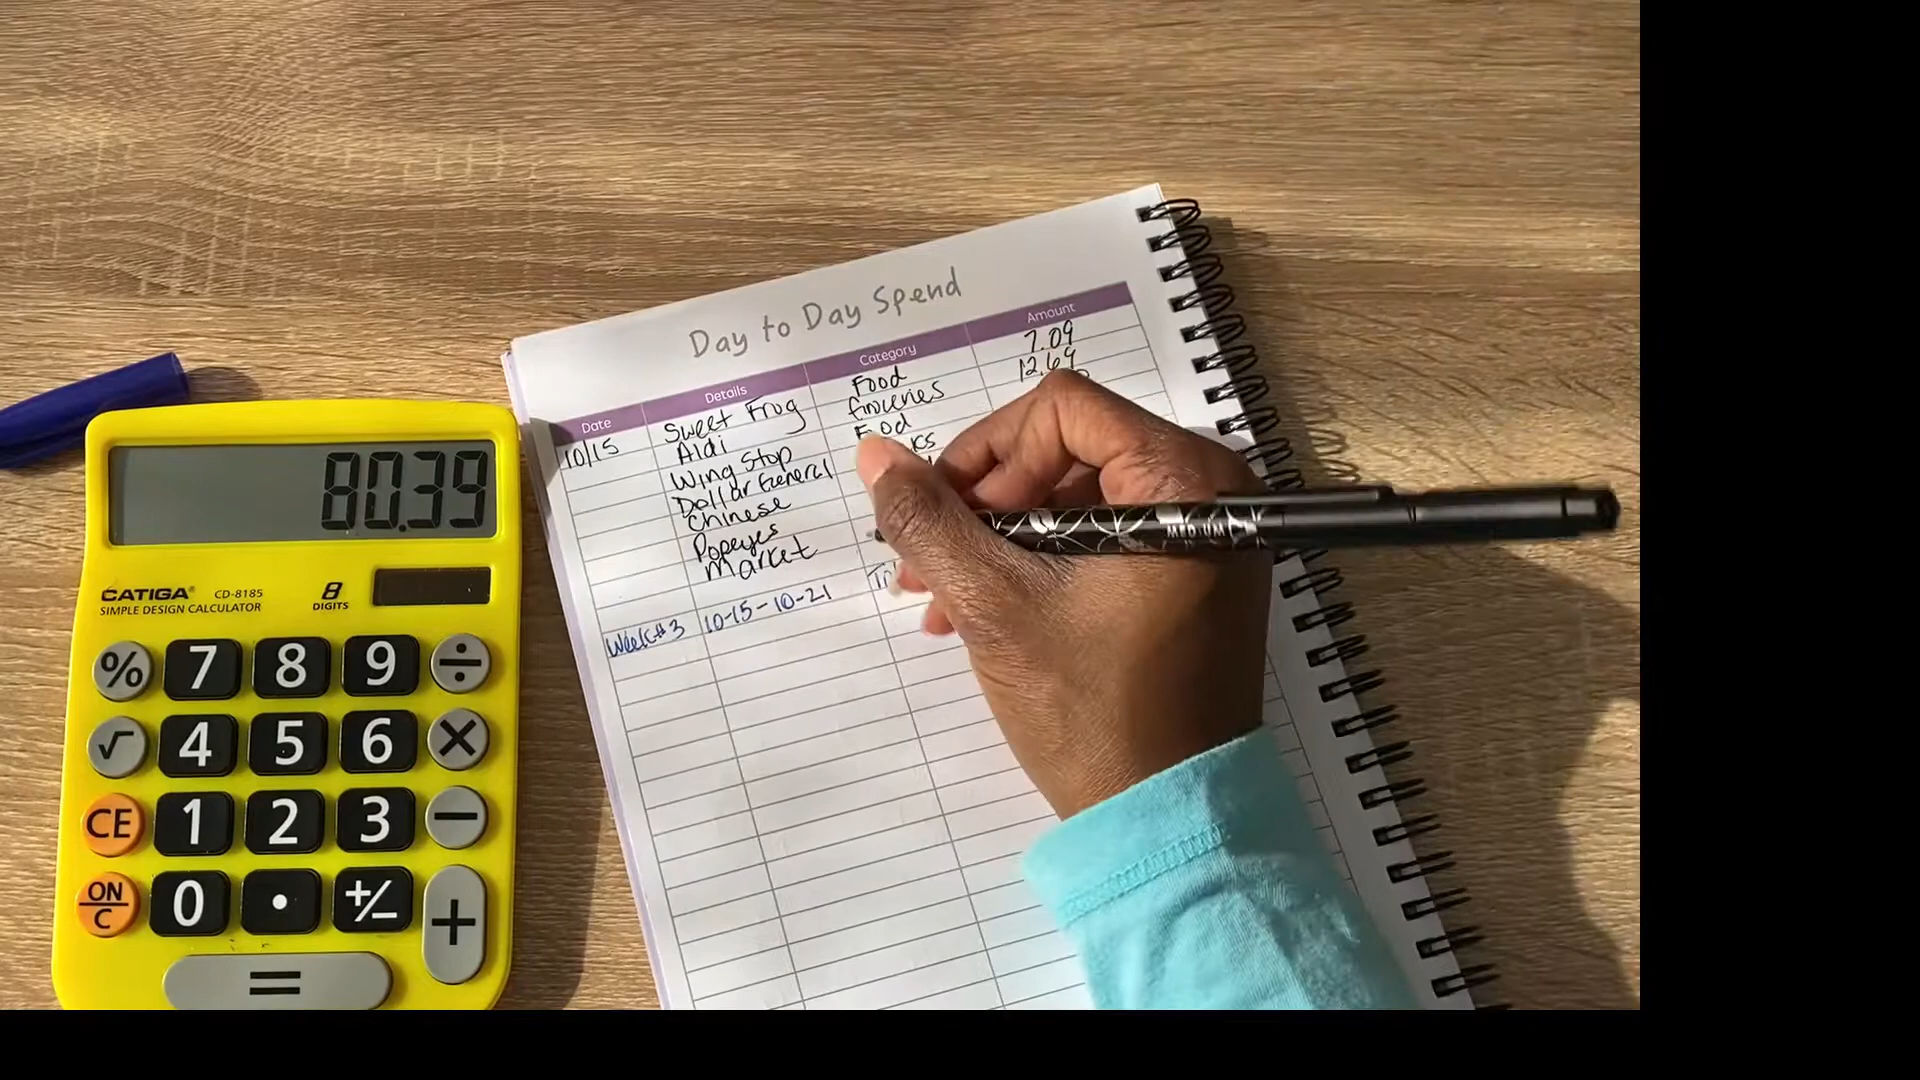 Day to Day Spend
Date Details Category Amount
10/15 Sweet Frog Food 7.09
Aldi Groceries 12.64
Wing Stop Food
Dollar General
Chinese
Popeyes
Market
Week#3 10-15-10-21
MEDIUM
80.39
CATIGA® CD-8185
SIMPLE DESIGN CALCULATOR
8 DIGITS
% 7 8 9 ÷
√ 4 5 6 ×
CE 1 2 3 −
ON/C 0 . +/− +
=